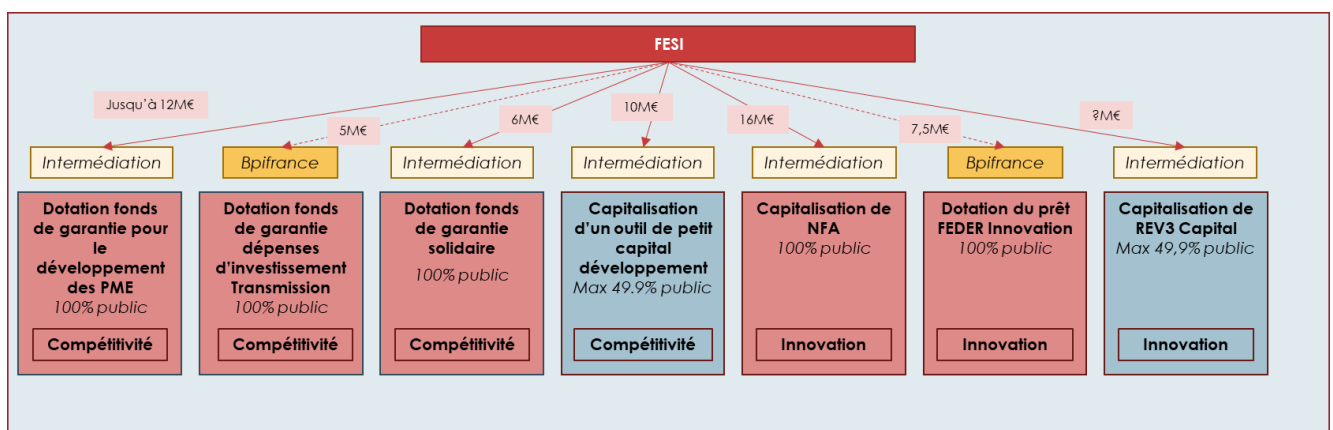 FESI
Jusqu'à 12M€
5M€
6M€
10M€
16M€
7,5M€
?M€
Intermédiation
Bpifrance
Intermédiation
Intermédiation
Intermédiation
Bpifrance
Intermédiation
Dotation fonds
de garantie pour
le
développement
des PME
100% public
Compétitivité
Dotation fonds
de garantie
dépenses
d'investissement
Transmission
100% public
Compétitivité
Dotation fonds
de garantie
solidaire
100% public
Compétitivité
Capitalisation
d'un outil de petit
capital
développement
Max 49.9% public
Compétitivité
Capitalisation de
NFA
100% public
Innovation
Dotation du prêt
FEDER Innovation
100% public
Innovation
Capitalisation de
REV3 Capital
Max 49,9% public
Innovation